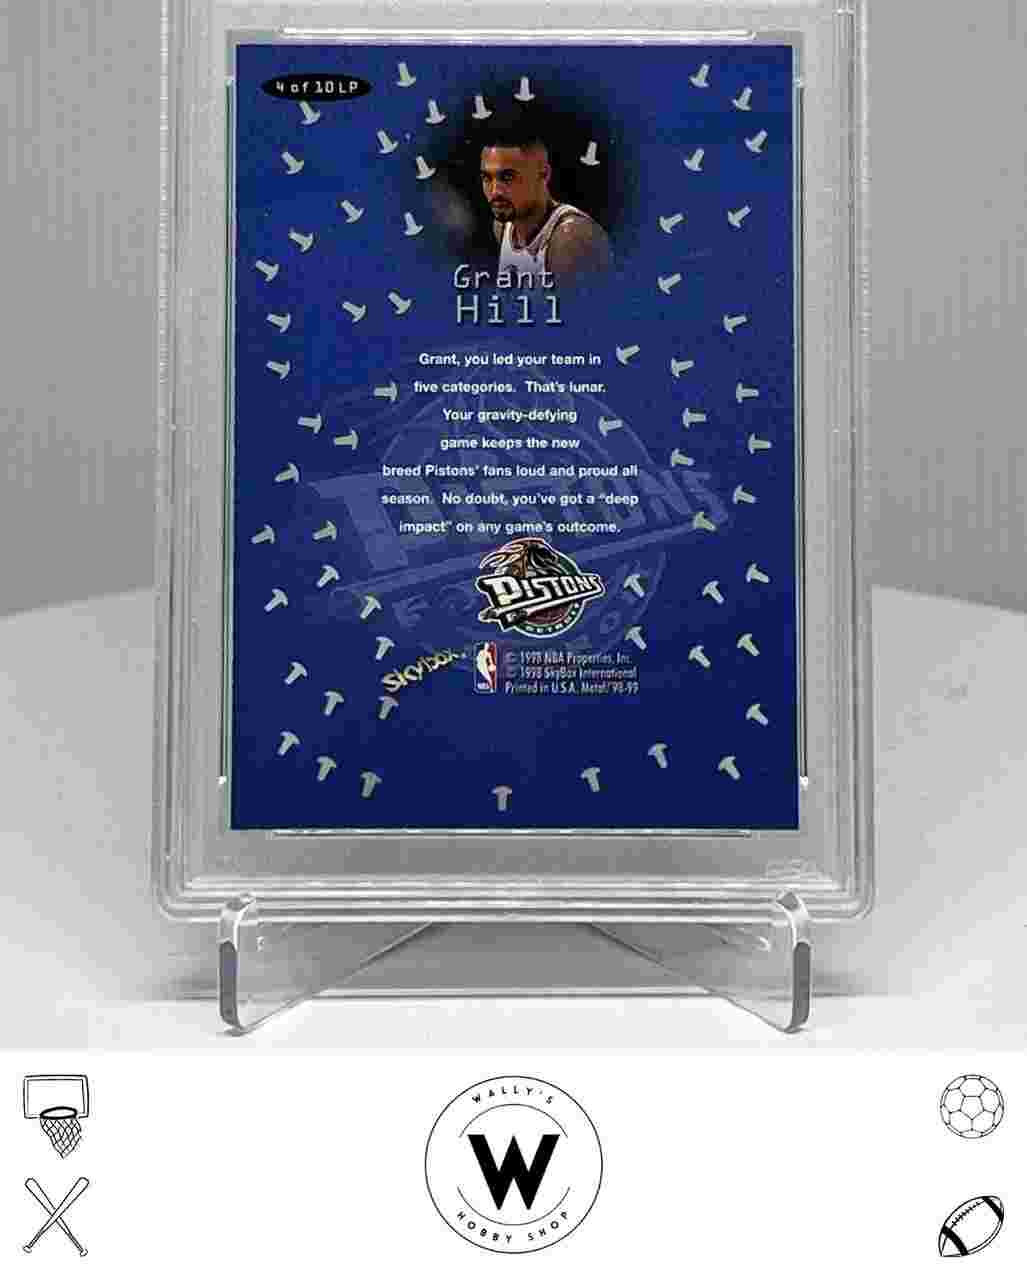 4 of 10 LP
Grant
Hill
Grant, you led your team in
five categories. That's lunar.
Your gravity-defying
game keeps the new
breed Pistons' fans loud and proud all
season. No doubt, you've got a "deep
impact" on any game's outcome.
PISTONS
DETROIT
SkyBox
NBA
© 1998 NBA Properties, Inc.
© 1998 SkyBox International
Printed in U.S.A. Metal/'98-99
WALLY'S
W
HOBBY SHOP